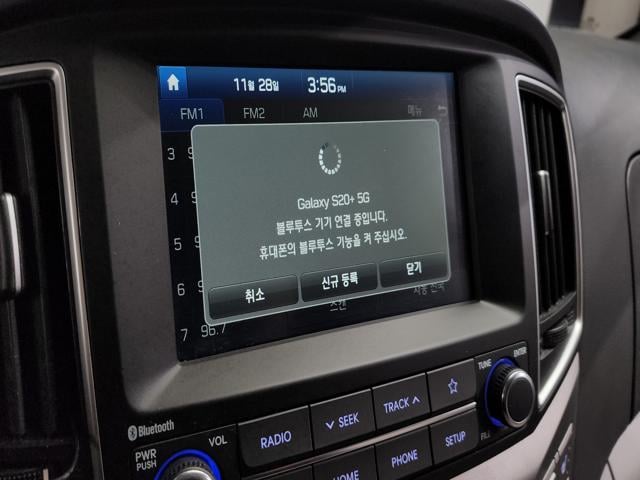 11월 28일 3:56 PM
FM1 FM2 AM 메뉴
3
Galaxy S20+ 5G
블루투스 기기 연결 중입니다.
4
휴대폰의 블루투스 기능을 켜 주십시오.
5
취소 신규 등록 닫기
6
스캔
7 96.7
Bluetooth
PWR
PUSH
VOL
RADIO
SEEK
TRACK
TUNE
ENTER
FILE
HOME
PHONE
SETUP